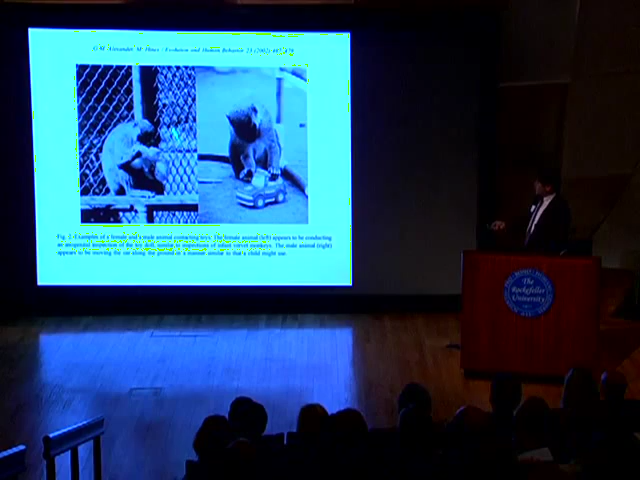 G.M. Alexander, M. Hines / Evolution and Human Behavior 23 (2002) 467–479
Fig. 2. Examples of a female and a male animal contacting toys. The female animal (left) appears to be conducting
an anogenital inspection of the toy doll, similar to inspections of infant vervet monkeys. The male animal (right)
appears to be moving the car along the ground in a manner similar to that a child might use.
The
Rockefeller
University